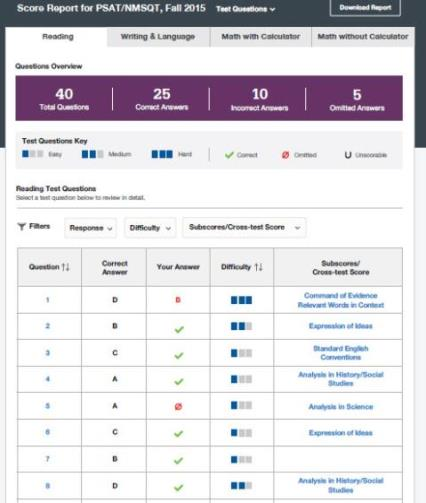 Score Report for PSAT/NMSQT, Fall 2015 Test Questions
Download Report
Reading Writing & Language Math with Calculator Math without Calculator
Questions Overview
40 25 10 5
Total Questions Correct Answers Incorrect Answers Omitted Answers
Test Questions Key
Easy Medium Hard Correct Omitted U Unscorable
Reading Test Questions
Select a test question below to review in detail.
Filters Response Difficulty Subscores/Cross-test Score
Question Correct Answer Your Answer Difficulty Subscores/ Cross-test Score
1 D B Command of Evidence
Relevant Words in Context
2 B Expression of Ideas
3 C Standard English
Conventions
4 A Analysis in History/Social
Studies
5 A Analysis in Science
6 C Expression of Ideas
7 B
8 D Analysis in History/Social
Studies